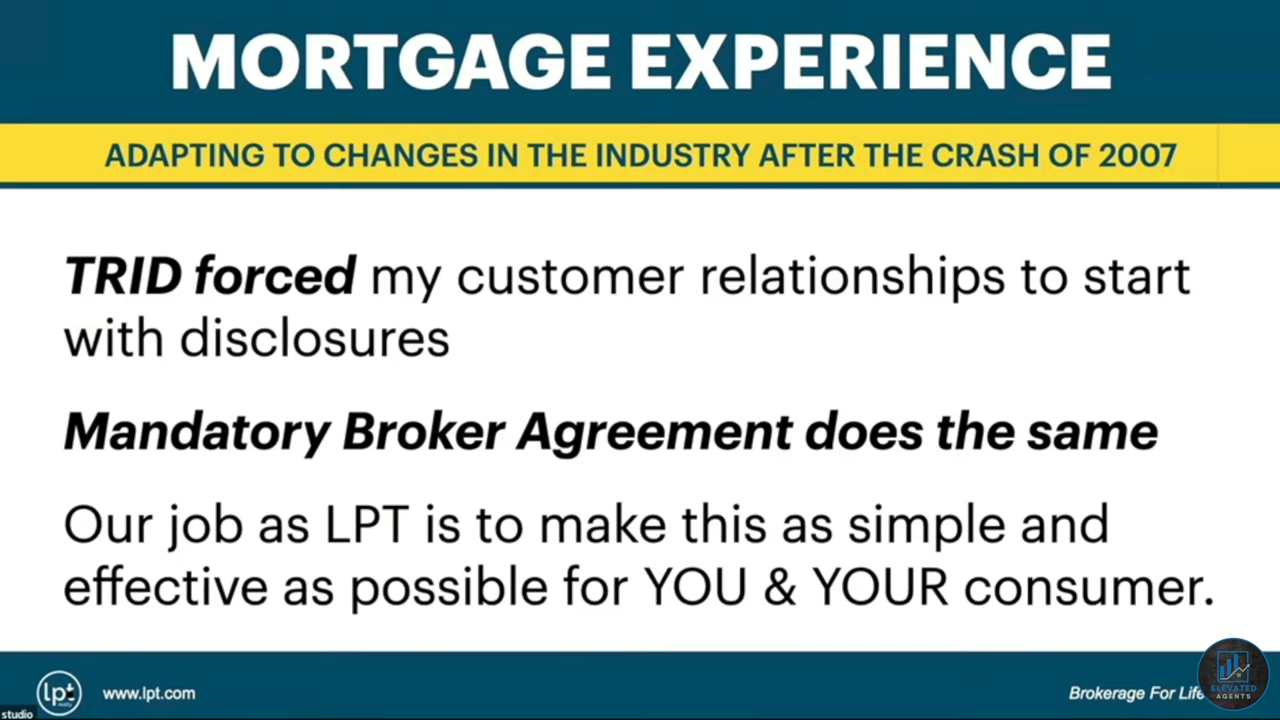 MORTGAGE EXPERIENCE
ADAPTING TO CHANGES IN THE INDUSTRY AFTER THE CRASH OF 2007
TRID forced my customer relationships to start
with disclosures
Mandatory Broker Agreement does the same
Our job as LPT is to make this as simple and
effective as possible for YOU & YOUR consumer.
lpt
realty
www.lpt.com
Brokerage For Life
ELEVATED
AGENTS
studio